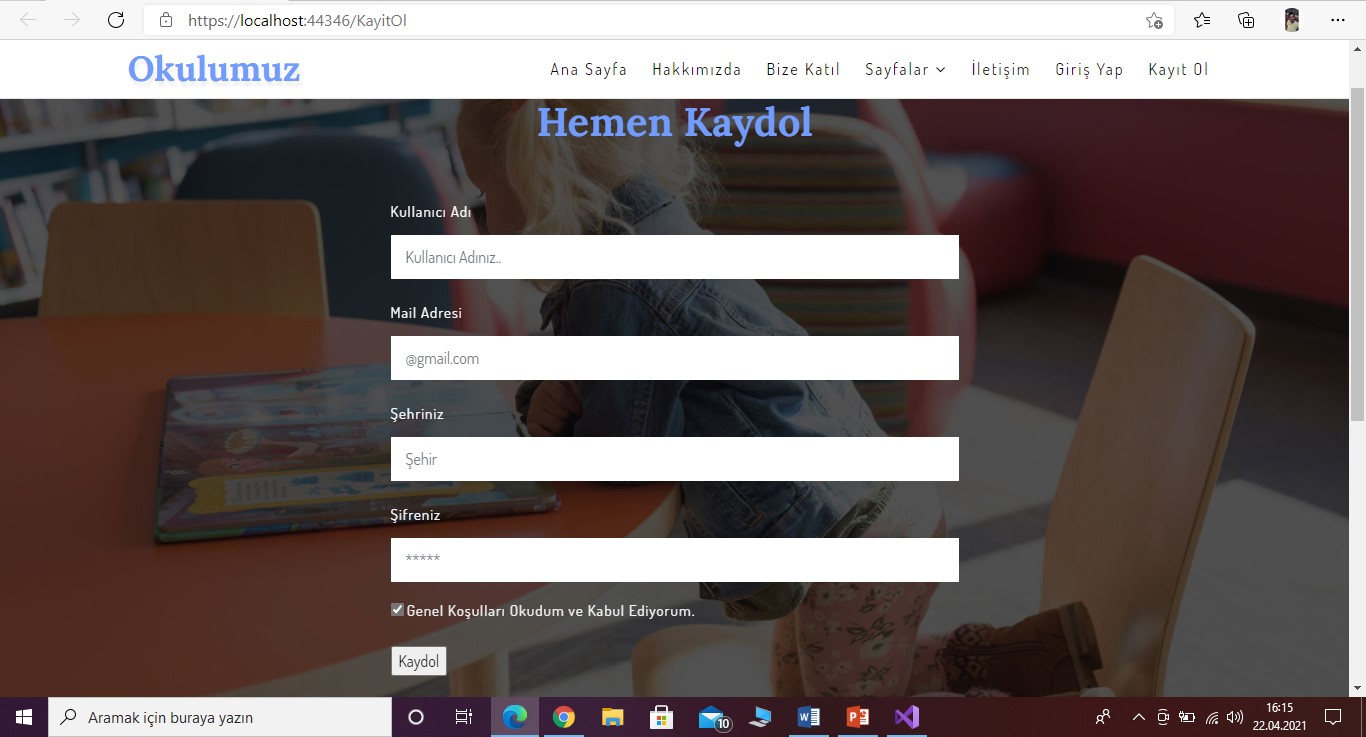 https://localhost:44346/KayitOl
Okulumuz
Ana Sayfa Hakkımızda Bize Katıl Sayfalar İletişim Giriş Yap Kayıt Ol
Hemen Kaydol
Kullanıcı Adı
Kullanıcı Adınız..
Mail Adresi
@gmail.com
Şehriniz
Şehir
Şifreniz
*****
Genel Koşulları Okudum ve Kabul Ediyorum.
Kaydol
Aramak için buraya yazın
10
16:15
22.04.2021